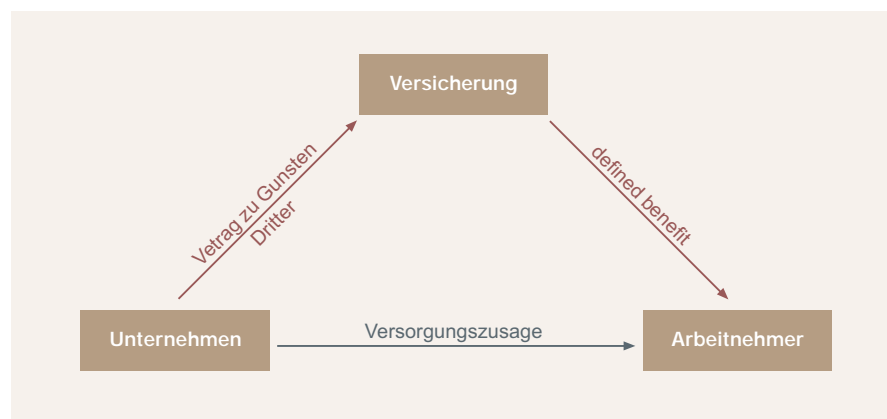 Versicherung
Vetrag zu Gunsten
Dritter
defined benefit
Unternehmen
Versorgungszusage
Arbeitnehmer